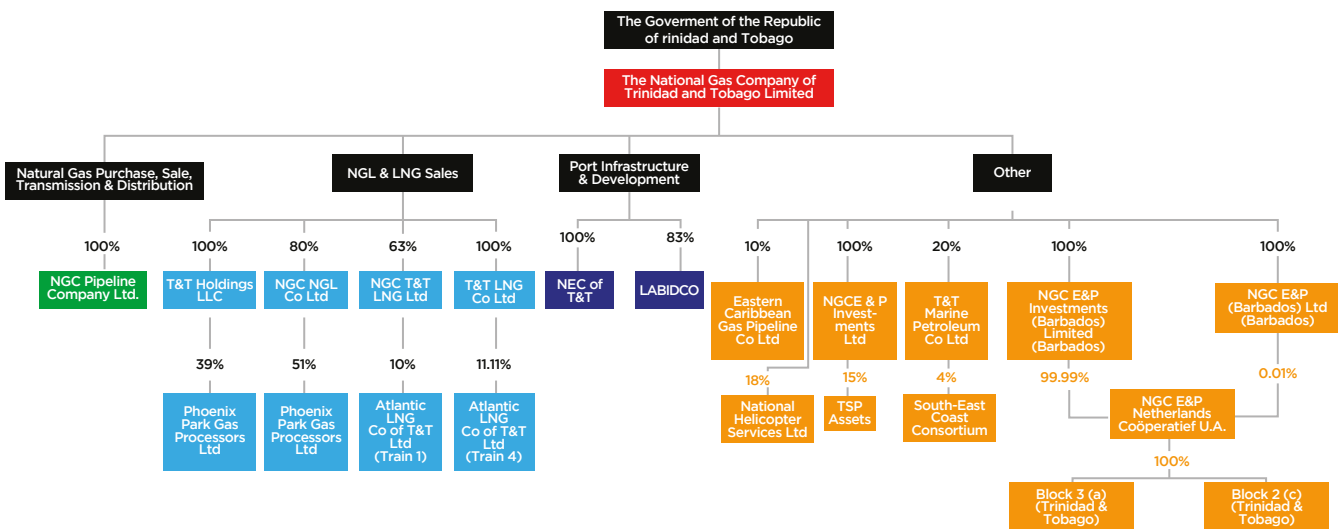 The Goverment of the Republic
of rinidad and Tobago
The National Gas Company of
Trinidad and Tobago Limited
Natural Gas Purchase, Sale,
Transmission & Distribution
NGL & LNG Sales
Port Infrastructure
& Development
Other
100%
100%
80%
63%
100%
100%
83%
10%
100%
20%
100%
100%
NGC Pipeline
Company Ltd.
T&T Holdings
LLC
NGC NGL
Co Ltd
NGC T&T
LNG Ltd
T&T LNG
Co Ltd
NEC of
T&T
LABIDCO
Eastern
Caribbean
Gas Pipeline
Co Ltd
NGCE & P
Invest-
ments
Ltd
T&T
Marine
Petroleum
Co Ltd
NGC E&P
Investments
(Barbados)
Limited
(Barbados)
NGC E&P
(Barbados) Ltd
(Barbados)
39%
51%
10%
11.11%
18%
15%
4%
99.99%
0.01%
Phoenix
Park Gas
Processors
Ltd
Phoenix
Park Gas
Processors
Ltd
Atlantic
LNG
Co of T&T
Ltd
(Train 1)
Atlantic
LNG
Co of T&T
Ltd
(Train 4)
National
Helicopter
Services Ltd
TSP
Assets
South-East
Coast
Consortium
NGC E&P
Netherlands
Coöperatief U.A.
100%
Block 3 (a)
(Trinidad &
Tobago)
Block 2 (c)
(Trinidad &
Tobago)